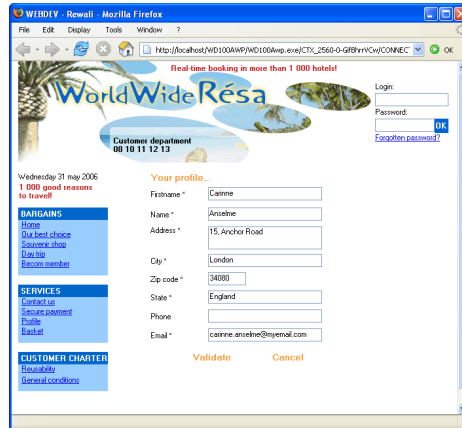 WEBDEV - Rewali - Mozilla Firefox
File Edit Display Tools Window ?
http://localhost/WD100AWP/WD100Awp.exe/CTX_2560-0-GifBhrrVCw/CONNEC OK
Real-time booking in more than 1 000 hotels!
WorldWideRésa
Login:
Password:
OK
Forgotten password?
Customer department
08 10 11 12 13
Wednesday 31 may 2006
1 000 good reasons
to travel!
BARGAINS
Home
Our best choice
Souvenir shop
Day trip
Becom member
SERVICES
Contact us
Secure payment
Profile
Basket
CUSTOMER CHARTER
Reusability
General conditions
Your profile...
Firstname * Carinne
Name * Anselme
Address * 15, Anchor Road
City * London
Zip code * 34080
State * England
Phone
Email * carinne.anselme@myemail.com
Validate Cancel